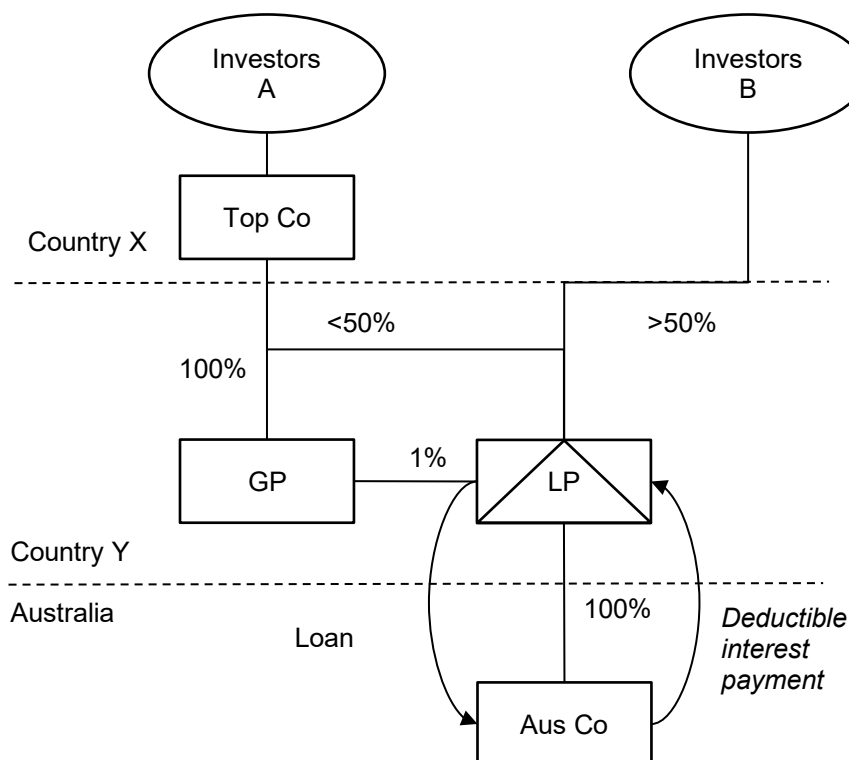 Investors
A
Investors
B
Top Co
Country X
<50%
>50%
100%
1%
GP
LP
Country Y
Australia
100%
Loan
Deductible
interest
payment
Aus Co